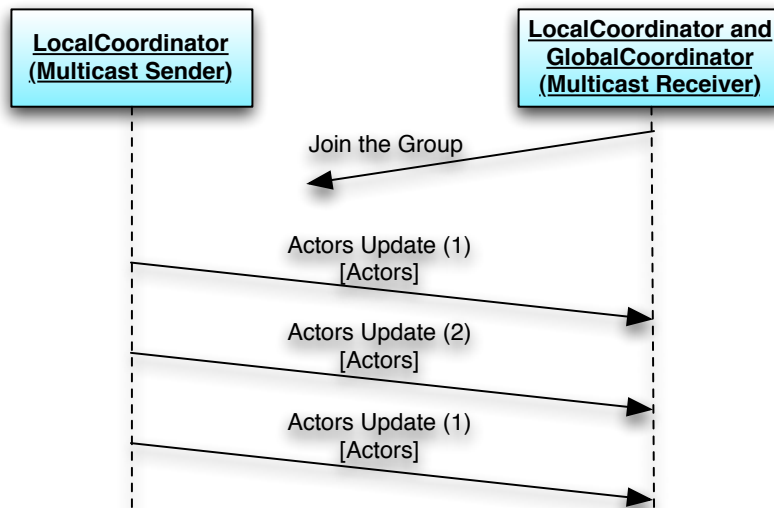 LocalCoordinator
(Multicast Sender)
LocalCoordinator and
GlobalCoordinator
(Multicast Receiver)
Join the Group
Actors Update (1)
[Actors]
Actors Update (2)
[Actors]
Actors Update (1)
[Actors]